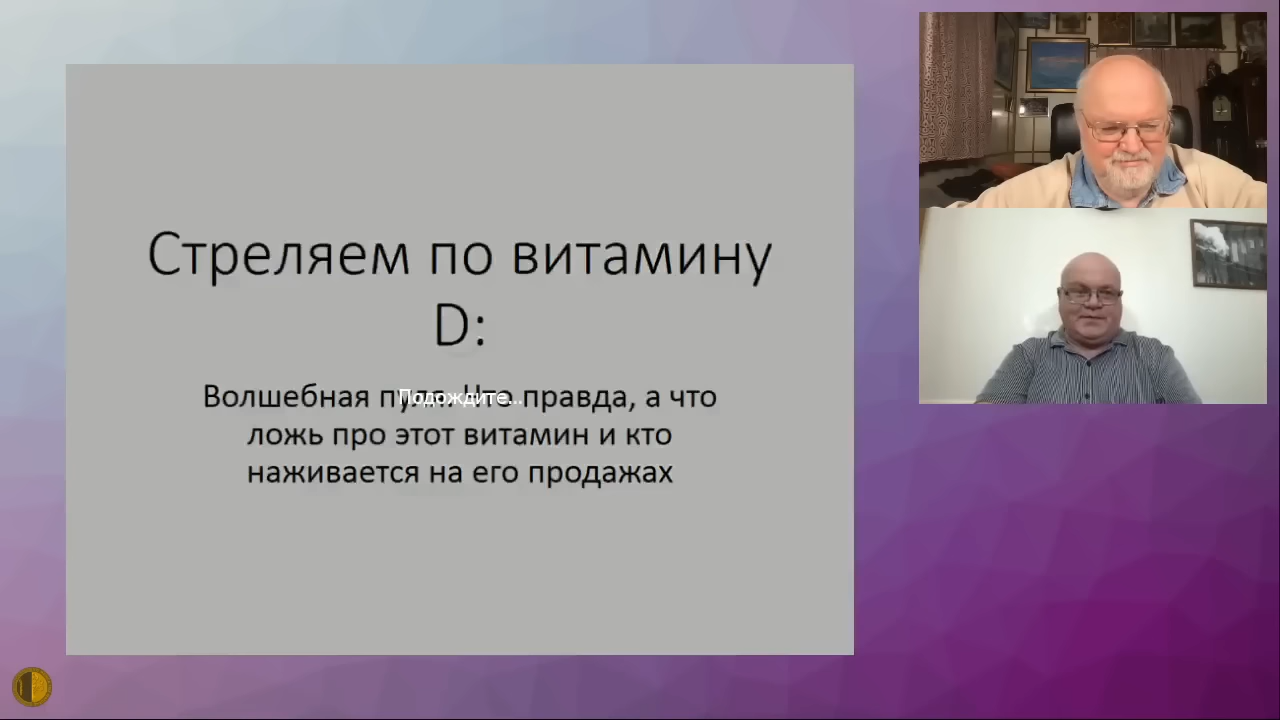 Стреляем по витамину
D:
Волшебная пуля. Что правда, а что
Подождите...
ложь про этот витамин и кто
наживается на его продажах